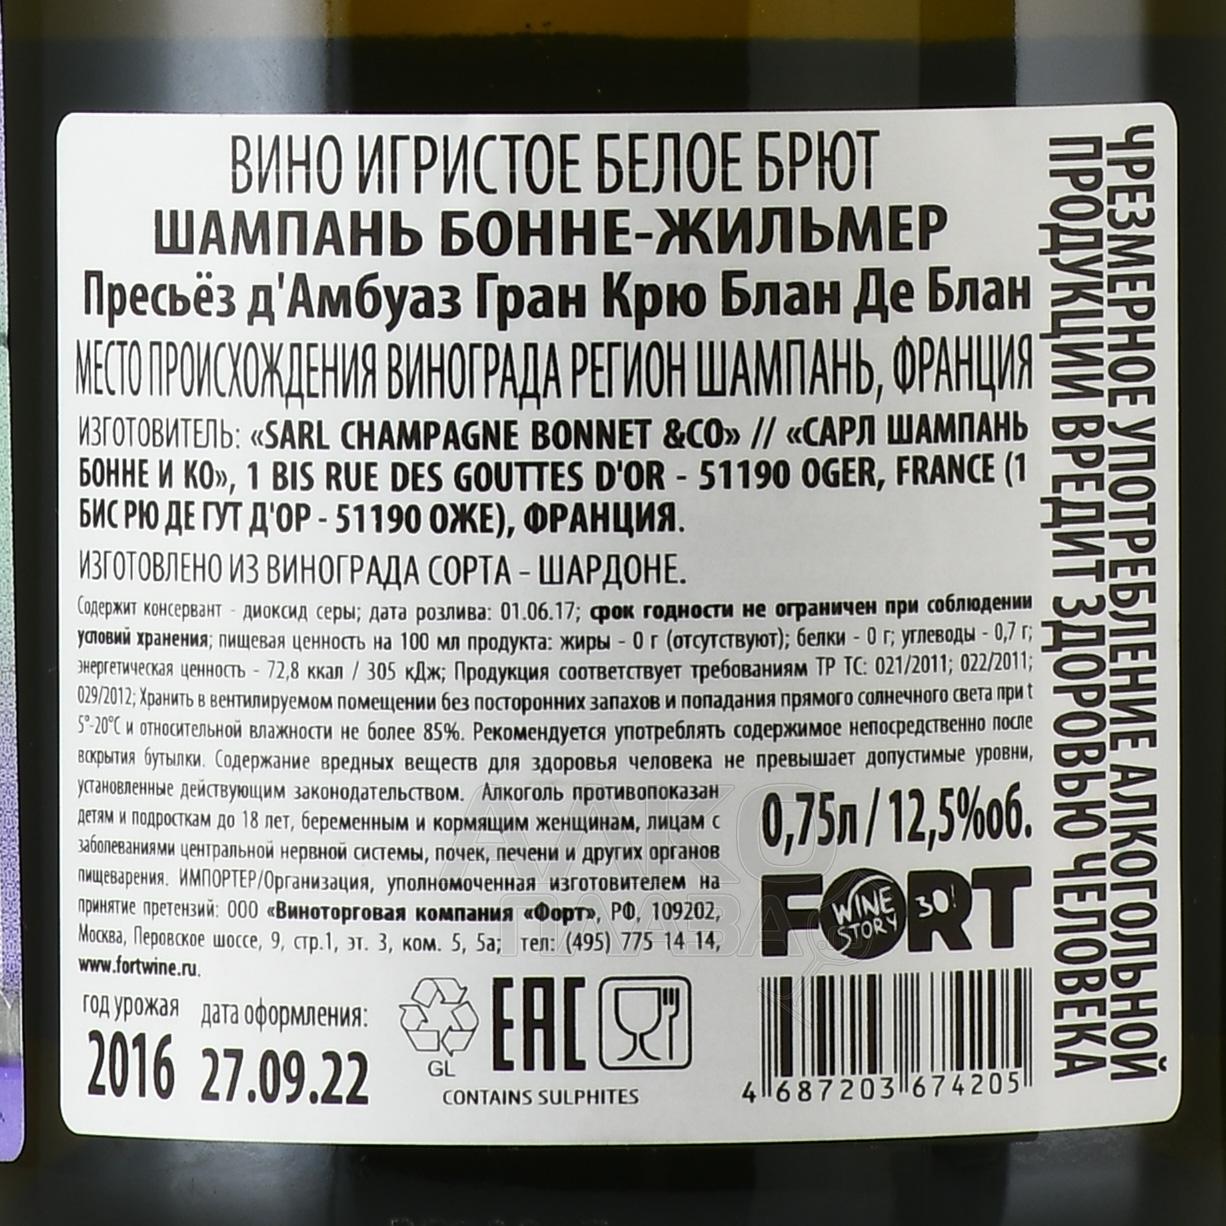 ВИНО ИГРИСТОЕ БЕЛОЕ БРЮТ
ШАМПАНЬ БОННЕ-ЖИЛЬМЕР
Пресьёз д'Амбуаз Гран Крю Блан Де Блан
МЕСТО ПРОИСХОЖДЕНИЯ ВИНОГРАДА РЕГИОН ШАМПАНЬ, ФРАНЦИЯ
ИЗГОТОВИТЕЛЬ: «SARL CHAMPAGNE BONNET &CO» // «САРЛ ШАМПАНЬ
БОННЕ И КО», 1 BIS RUE DES GOUTTES D'OR - 51190 OGER, FRANCE (1
БИС РЮ ДЕ ГУТ Д'ОР - 51190 ОЖЕ), ФРАНЦИЯ.
ИЗГОТОВЛЕНО ИЗ ВИНОГРАДА СОРТА - ШАРДОНЕ.
Содержит консервант - диоксид серы; дата розлива: 01.06.17; срок годности не ограничен при соблюдении
условий хранения; пищевая ценность на 100 мл продукта: жиры - 0 г (отсутствуют); белки - 0 г; углеводы - 0,7 г;
энергетическая ценность - 72,8 ккал / 305 кДж; Продукция соответствует требованиям ТР ТС: 021/2011; 022/2011;
029/2012; Хранить в вентилируемом помещении без посторонних запахов и попадания прямого солнечного света при t
5°-20°C и относительной влажности не более 85%. Рекомендуется употреблять содержимое непосредственно после
вскрытия бутылки. Содержание вредных веществ для здоровья человека не превышает допустимые уровни,
установленные действующим законодательством. Алкоголь противопоказан
детям и подросткам до 18 лет, беременным и кормящим женщинам, лицам с
заболеваниями центральной нервной системы, почек, печени и других органов
пищеварения. ИМПОРТЕР/Организация, уполномоченная изготовителем на
принятие претензий: ООО «Виноторговая компания «Форт», РФ, 109202,
Москва, Перовское шоссе, 9, стр.1, эт. 3, ком. 5, 5а; тел: (495) 775 14 14,
www.fortwine.ru.
0,75л / 12,5%об.
FORT
WINE STORY 30!
год урожая
2016
дата оформления:
27.09.22
GL
EAC
CONTAINS SULPHITES
4 687203 674205
ЧРЕЗМЕРНОЕ УПОТРЕБЛЕНИЕ АЛКОГОЛЬНОЙ
ПРОДУКЦИИ ВРЕДИТ ЗДОРОВЬЮ ЧЕЛОВЕКА
АЛКО
ПЛАЗА